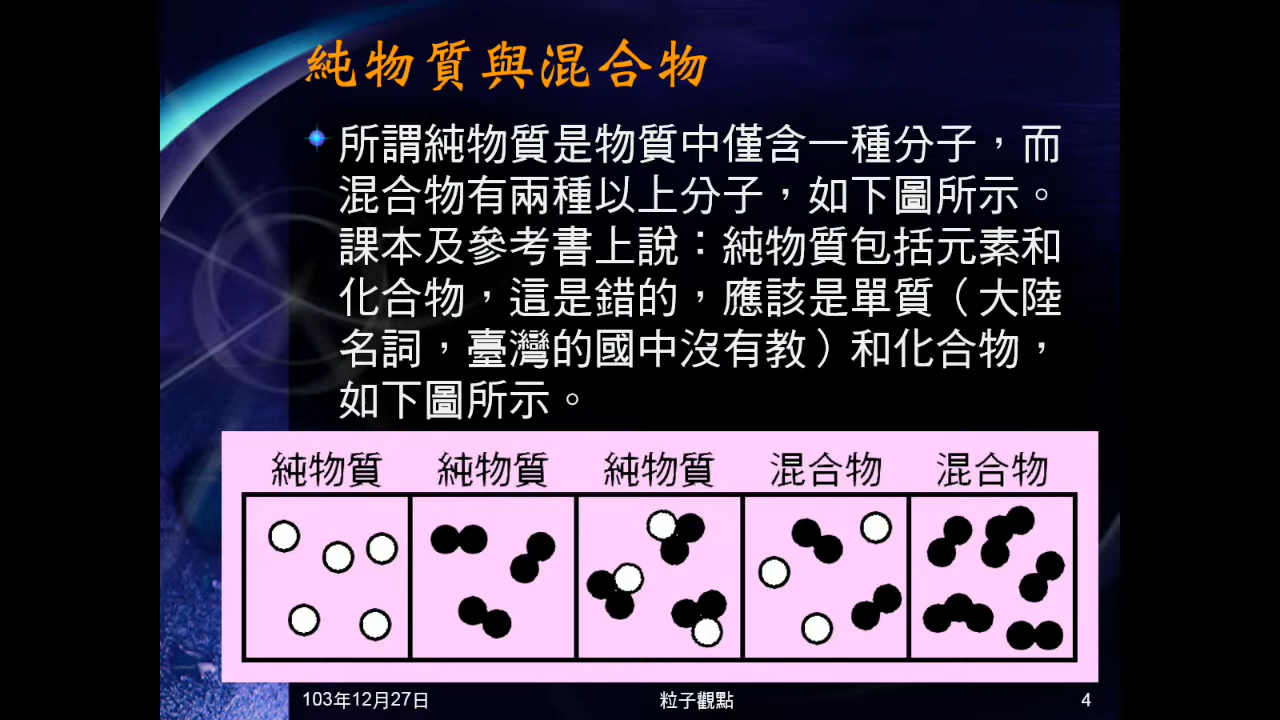 純物質與混合物
所謂純物質是物質中僅含一種分子，而
混合物有兩種以上分子，如下圖所示。
課本及參考書上說：純物質包括元素和
化合物，這是錯的，應該是單質（大陸
名詞，臺灣的國中沒有教）和化合物，
如下圖所示。
純物質 純物質 純物質 混合物 混合物
103年12月27日 粒子觀點 4